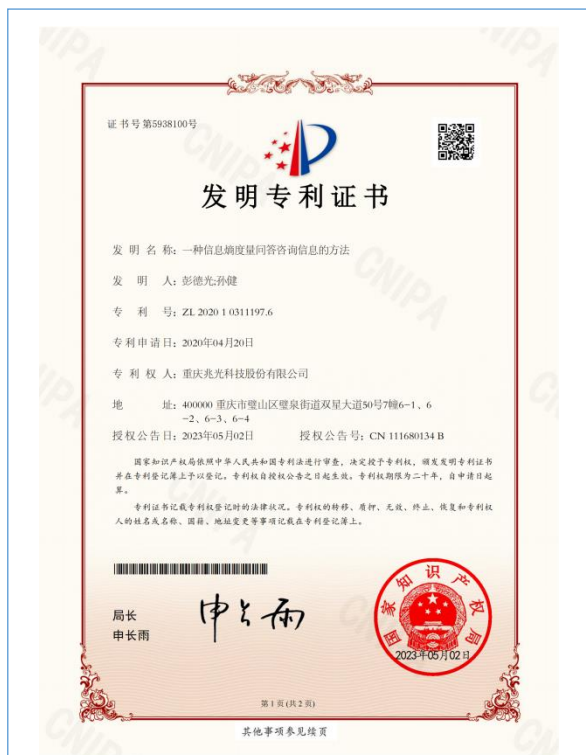 证书号第5938100号
发明专利证书
发 明 名 称：一种信息熵度量问答咨询信息的方法
发 明 人：彭德光;孙健
专 利 号：ZL 2020 1 0311197.6
专利申请日：2020年04月20日
专 利 权 人：重庆兆光科技股份有限公司
地 址：400000 重庆市璧山区璧泉街道双星大道50号7幢6-1、6
-2、6-3、6-4
授权公告日：2023年05月02日 授权公告号：CN 111680134 B
国家知识产权局依照中华人民共和国专利法进行审查，决定授予专利权，颁发发明专利证书
并在专利登记簿上予以登记。专利权自授权公告之日起生效。专利权期限为二十年，自申请日起
算。
专利证书记载专利权登记时的法律状况。专利权的转移、质押、无效、终止、恢复和专利权
人的姓名或名称、国籍、地址变更等事项记载在专利登记簿上。
局长
申长雨
申长雨
国家知识产权局
2023年05月02日
第 1 页 (共 2 页)
其他事项参见续页
CNIPA
CNIPA
CNIPA
CNIPA